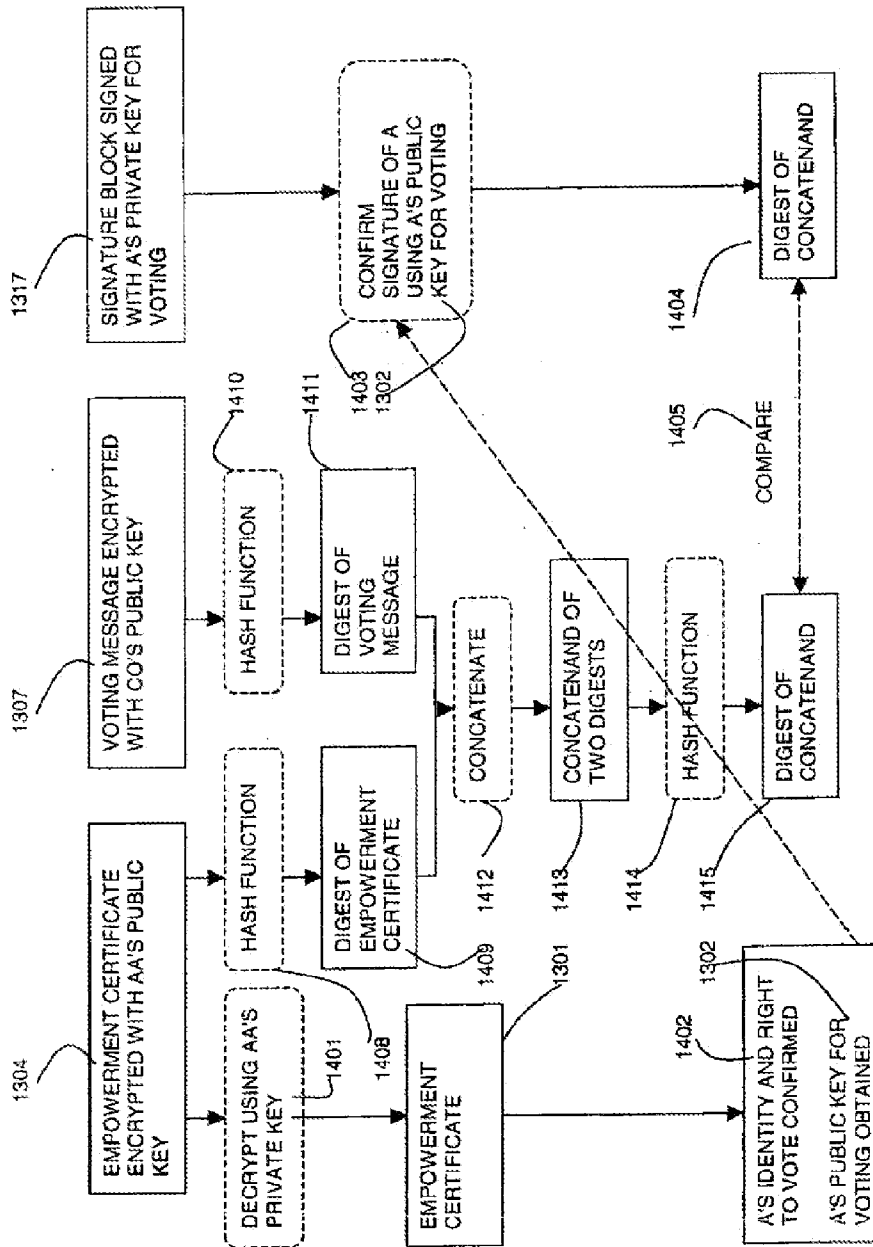 1304
EMPOWERMENT CERTIFICATE
ENCRYPTED WITH AA'S PUBLIC
KEY
1307
VOTING MESSAGE ENCRYPTED
WITH CO'S PUBLIC KEY
1317
SIGNATURE BLOCK SIGNED
WITH A'S PRIVATE KEY FOR
VOTING
DECRYPT USING AA'S
PRIVATE KEY
1401
HASH FUNCTION
1408
HASH FUNCTION
1410
EMPOWERMENT
CERTIFICATE
1301
DIGEST OF
EMPOWERMENT
CERTIFICATE
1409
DIGEST OF
VOTING
MESSAGE
1411
CONFIRM
SIGNATURE OF A
USING A'S PUBLIC
KEY FOR VOTING
1403
1302
CONCATENATE
1412
CONCATENAND OF
TWO DIGESTS
1413
HASH FUNCTION
1414
A'S IDENTITY AND RIGHT
TO VOTE CONFIRMED
A'S PUBLIC KEY FOR
VOTING OBTAINED
1402
1302
DIGEST OF
CONCATENAND
1415
COMPARE
1405
DIGEST OF
CONCATENAND
1404